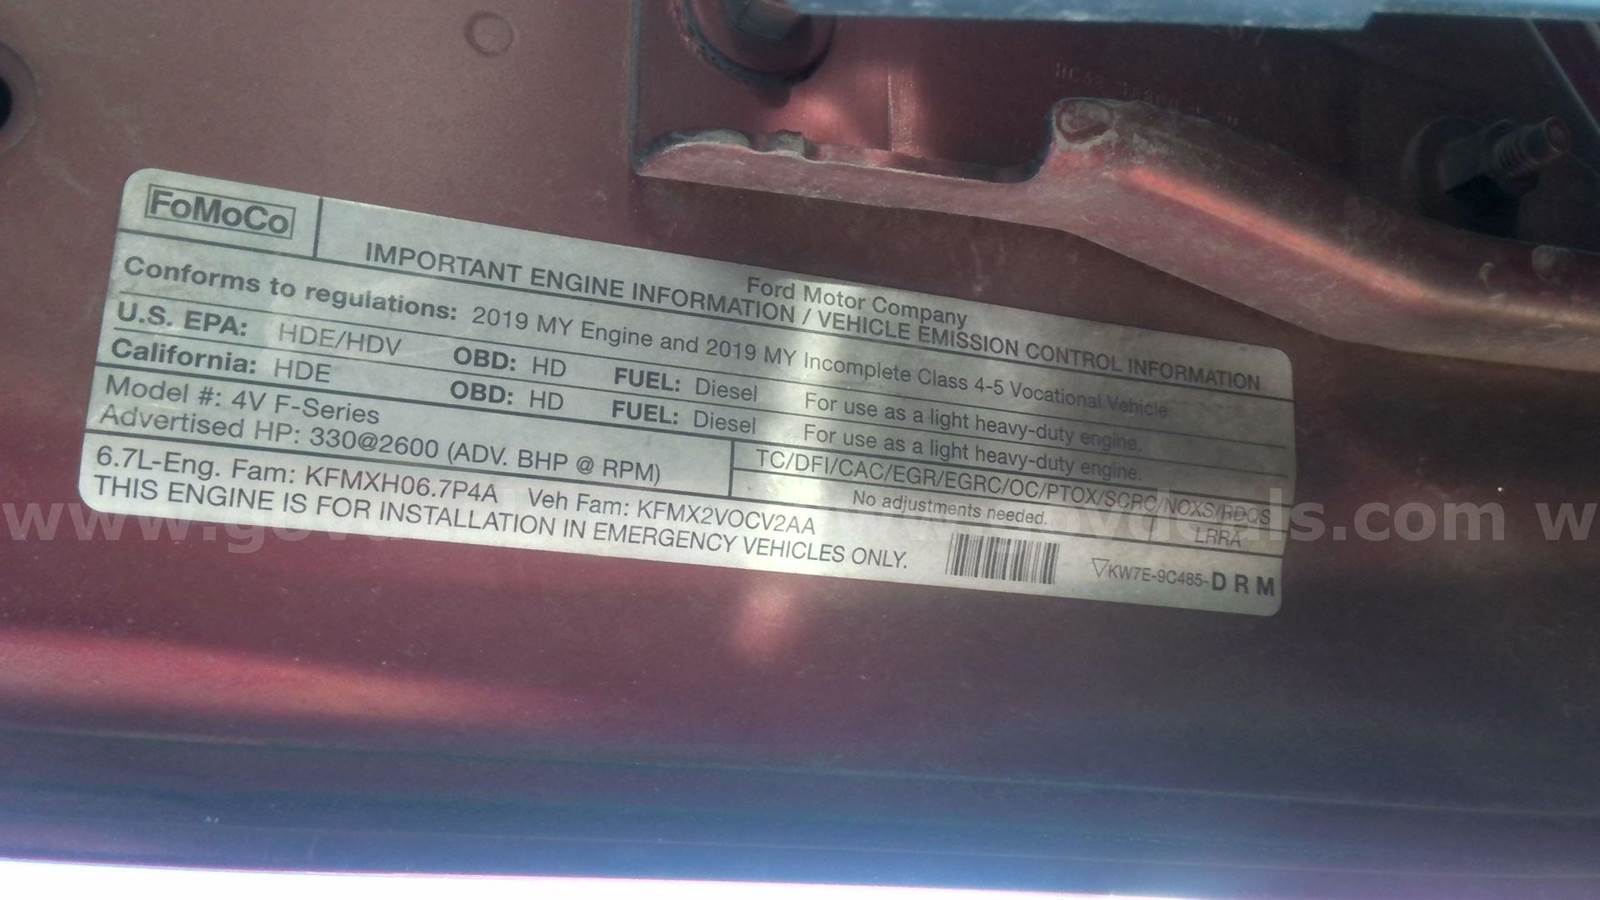 FoMoCo
Ford Motor Company
IMPORTANT ENGINE INFORMATION / VEHICLE EMISSION CONTROL INFORMATION
Conforms to regulations: 2019 MY Engine and 2019 MY Incomplete Class 4-5 Vocational Vehicle
U.S. EPA: HDE/HDV OBD: HD FUEL: Diesel For use as a light heavy-duty engine.
California: HDE OBD: HD FUEL: Diesel For use as a light heavy-duty engine.
Model #: 4V F-Series
Advertised HP: 330@2600 (ADV. BHP @ RPM)
TC/DFI/CAC/EGR/EGRC/OC/PTOX/SCRC/NOXS/RDQS
No adjustments needed.
LRRA
6.7L-Eng. Fam: KFMXH06.7P4A Veh Fam: KFMX2VOCV2AA
THIS ENGINE IS FOR INSTALLATION IN EMERGENCY VEHICLES ONLY.
KW7E-9C485-DRM
www.govdeals.com